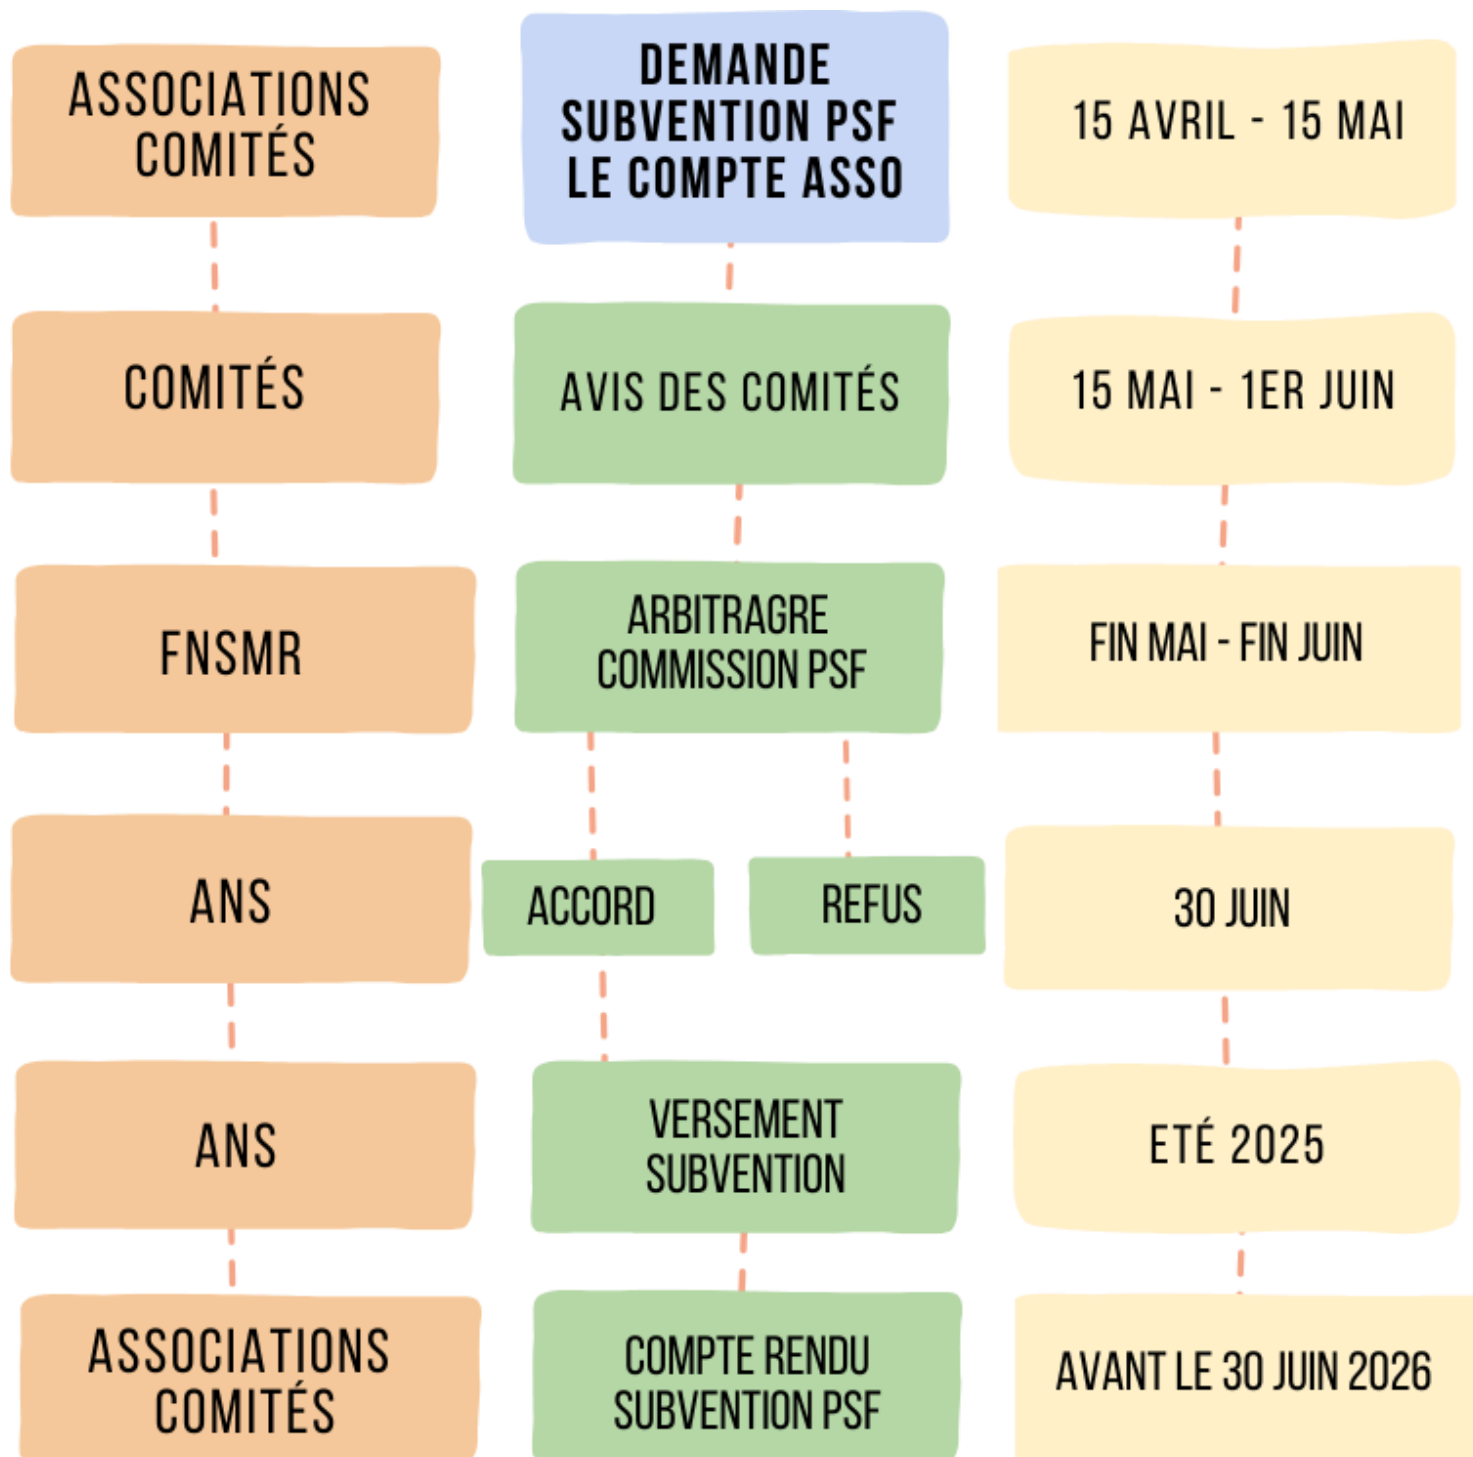 ASSOCIATIONS
COMITÉS
DEMANDE
SUBVENTION PSF
LE COMPTE ASSO
15 AVRIL - 15 MAI
COMITÉS
AVIS DES COMITÉS
15 MAI - 1ER JUIN
FNSMR
ARBITRAGRE
COMMISSION PSF
FIN MAI - FIN JUIN
ANS
ACCORD
REFUS
30 JUIN
ANS
VERSEMENT
SUBVENTION
ETÉ 2025
ASSOCIATIONS
COMITÉS
COMPTE RENDU
SUBVENTION PSF
AVANT LE 30 JUIN 2026